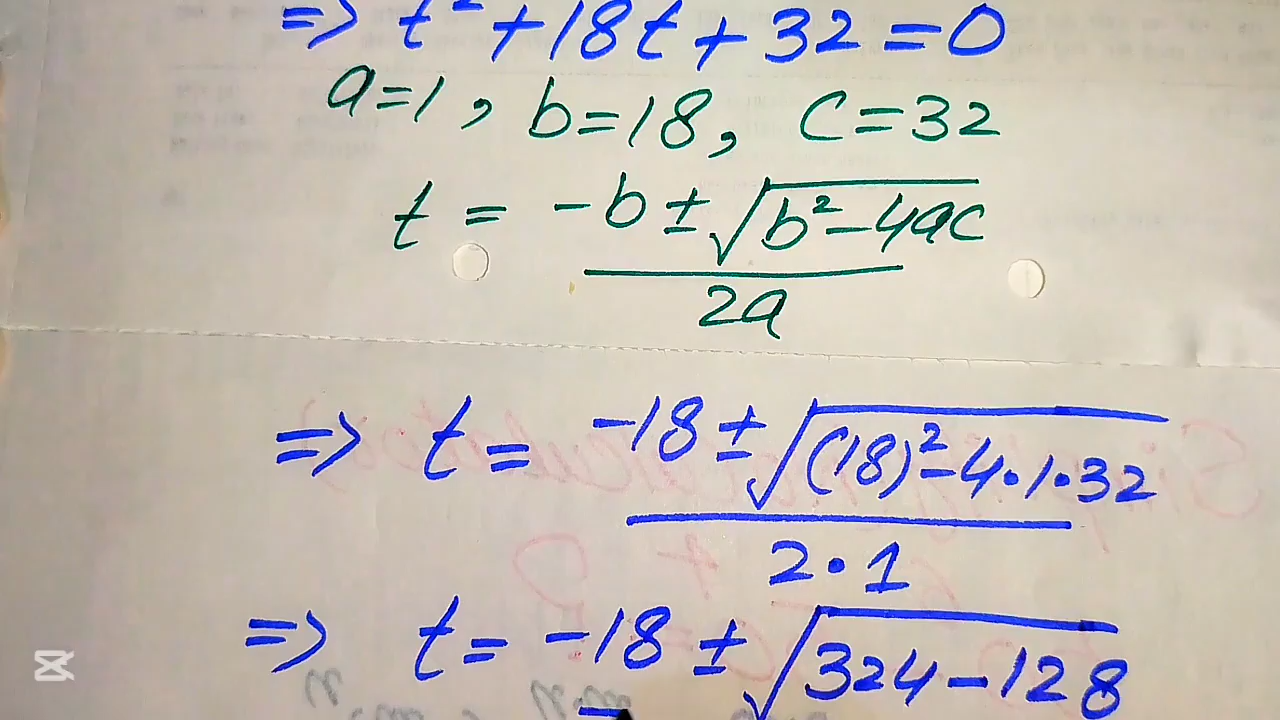 => t² + 18t + 32 = 0
a=1, b=18, c=32
t = -b ± √b²-4ac
2a
=> t = -18 ± √(18)²-4·1·32
2·1
=> t = -18 ± √324-128